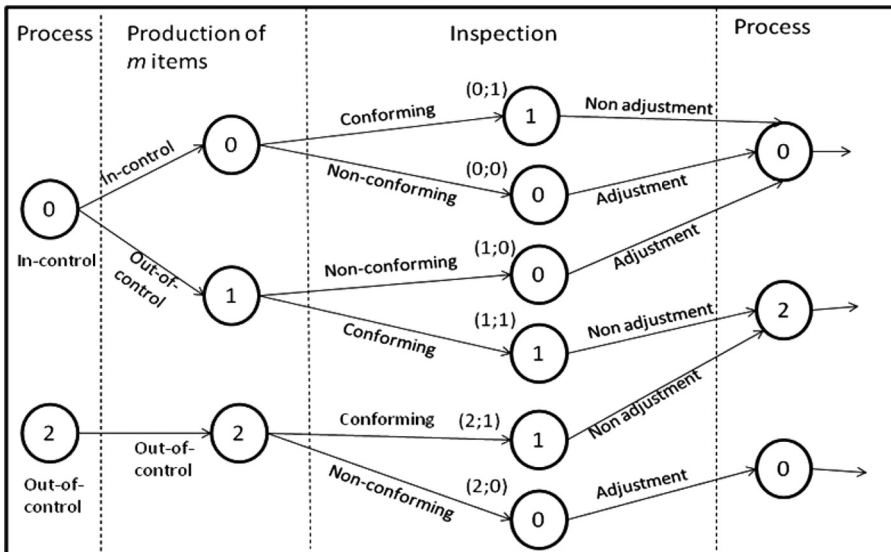 Process
Production of
m items
Inspection
Process
0
In-control
In-control
Out-of-
control
0
1
Conforming
(0;1)
1
Non adjustment
Non-conforming
(0;0)
0
Adjustment
0
Non-conforming
(1;0)
0
Adjustment
Conforming
(1;1)
1
Non adjustment
2
2
Out-of-
control
Out-of-
control
2
Conforming
(2;1)
1
Non adjustment
Non-conforming
(2;0)
0
Adjustment
0